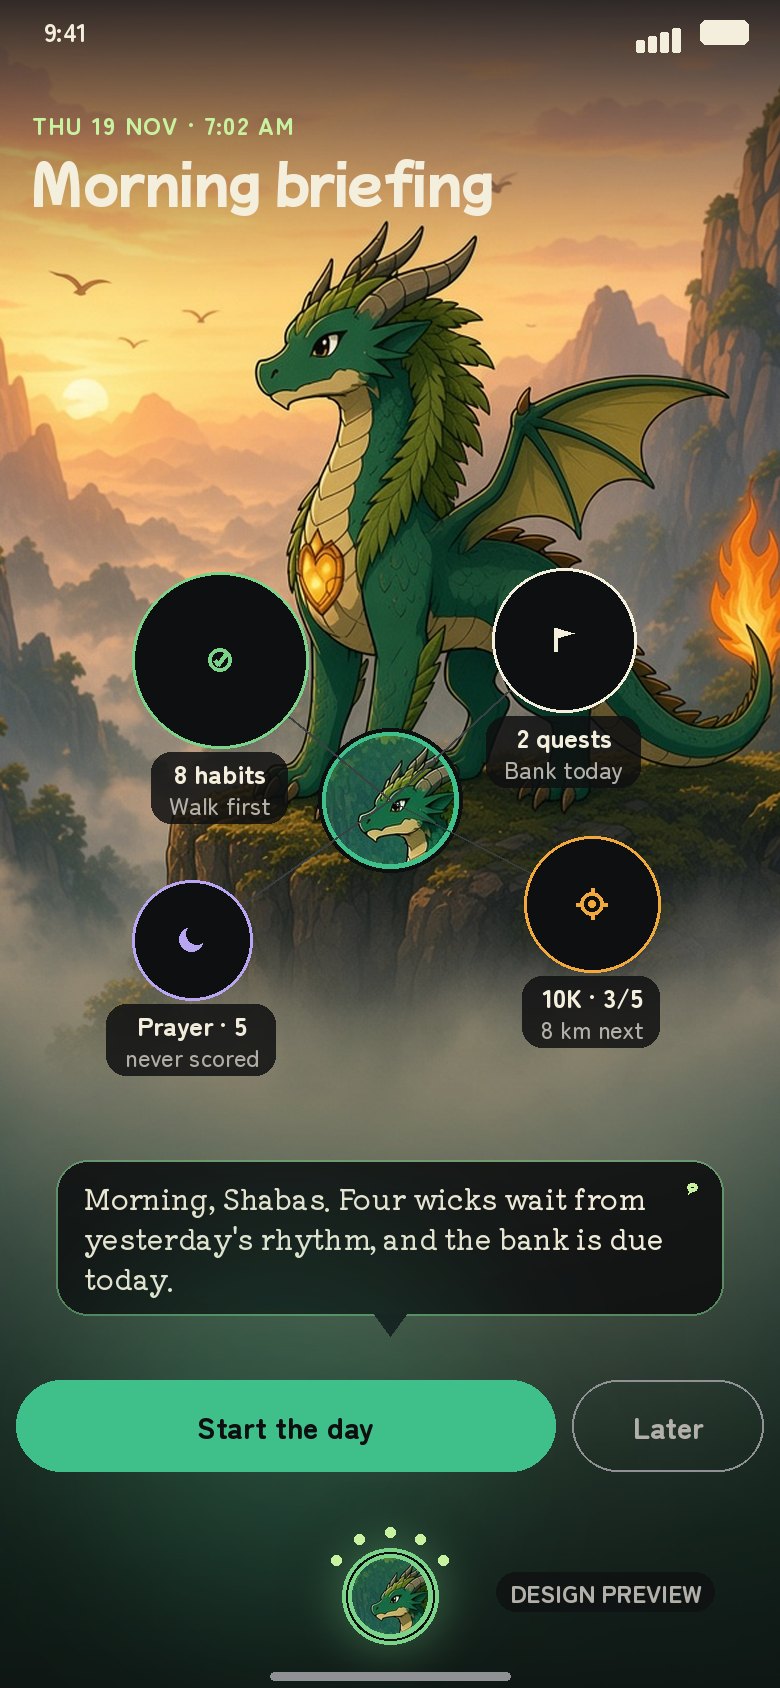 9:41
THU 19 NOV · 7:02 AM
Morning briefing
2 quests
Bank today
8 habits
Walk first
10K · 3/5
8 km next
Prayer · 5
never scored
Morning, Shabas. Four wicks wait from
yesterday's rhythm, and the bank is due
today.
Start the day
Later
DESIGN PREVIEW